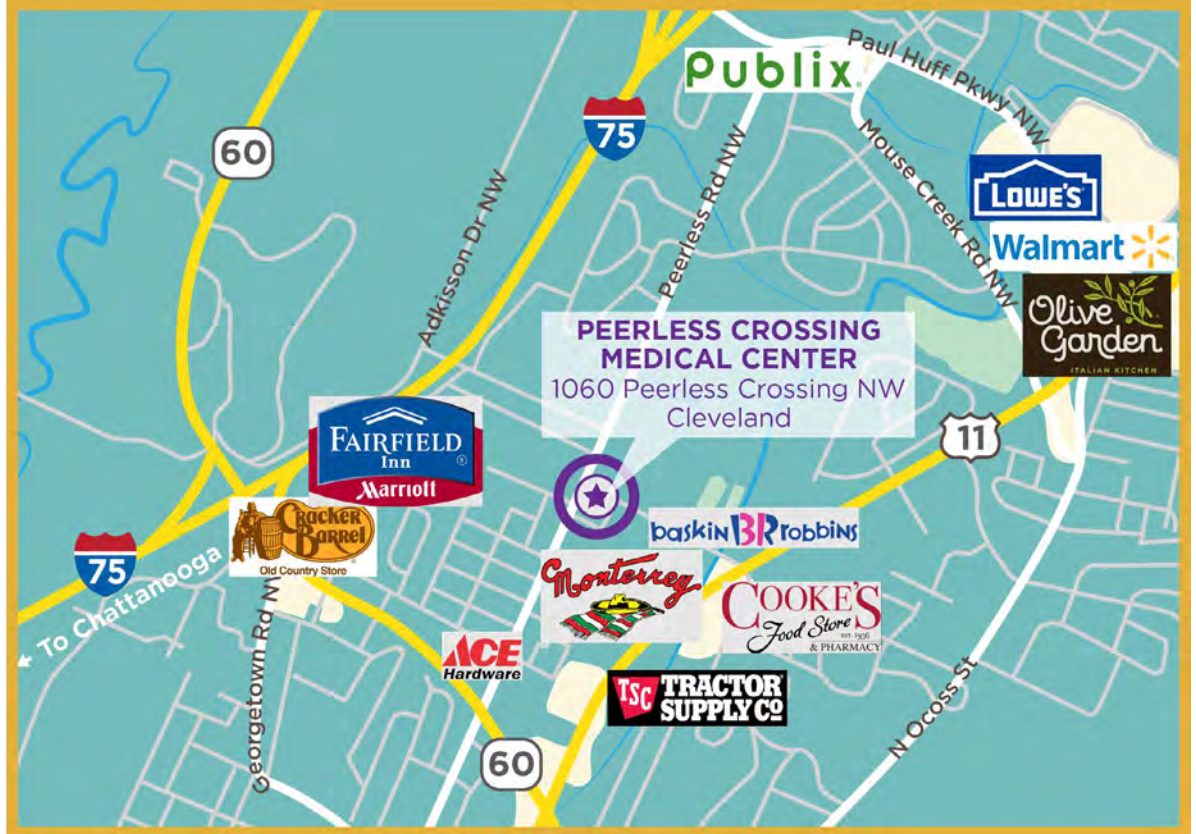 Publix
Paul Huff Pkwy NW
75
60
Mouse Creek Rd NW
Peerless Rd NW
Adkisson Dr NW
LOWE'S
Walmart
Olive
Garden
ITALIAN KITCHEN
PEERLESS CROSSING
MEDICAL CENTER
1060 Peerless Crossing NW
Cleveland
11
FAIRFIELD
Inn
®
Marriott
CRACKER
BARREL
Old Country Store
75
To Chattanooga
baskin BR robbins
Monterrey
COOKE'S
Food Store
EST. 1936
& PHARMACY
Georgetown Rd N
ACE
Hardware
TSC TRACTOR
SUPPLY CO
N Ocoss St
60